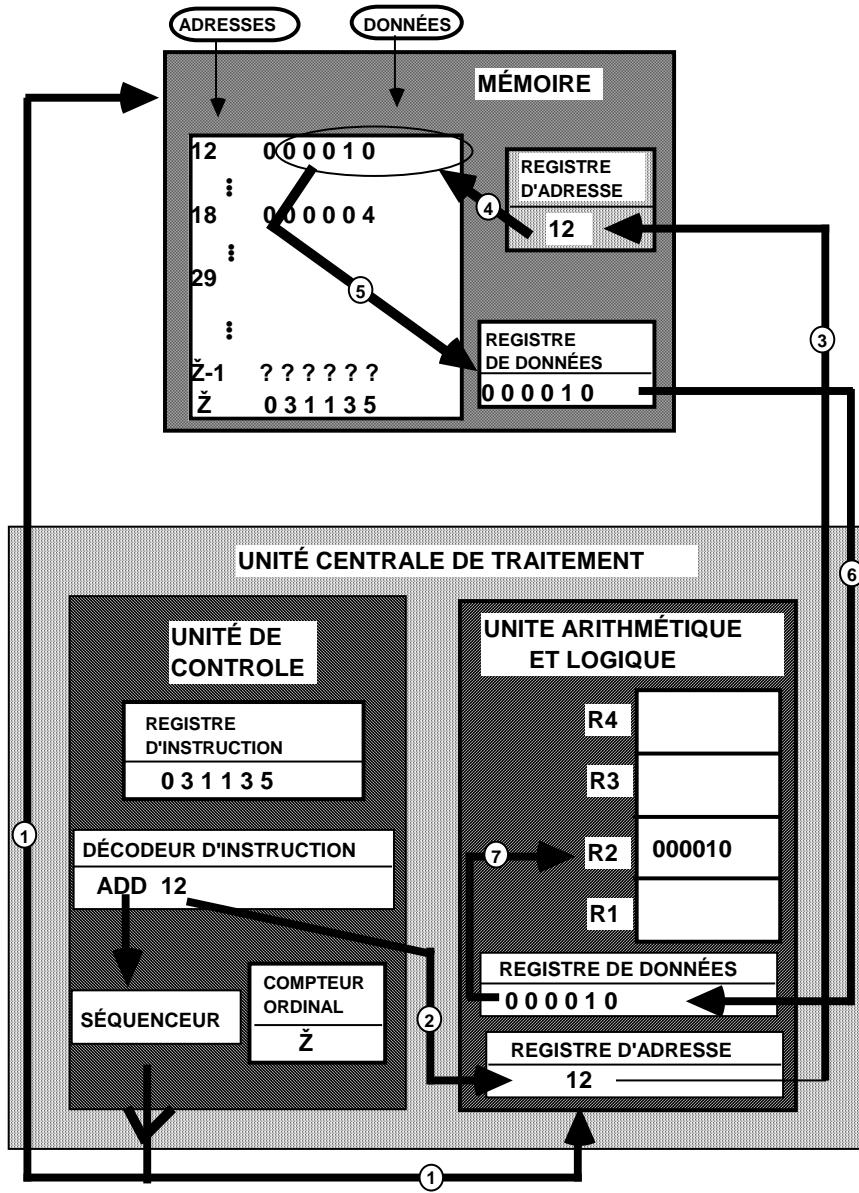 ADRESSES
DONNÉES
MÉMOIRE
12 0 0 0 0 1 0
18 0 0 0 0 0 4
29
Ž-1 ? ? ? ? ? ?
Ž 0 3 1 1 3 5
REGISTRE
D'ADRESSE
12
4
5
3
REGISTRE
DE DONNÉES
0 0 0 0 1 0
UNITÉ CENTRALE DE TRAITEMENT
6
UNITÉ DE
CONTROLE
REGISTRE
D'INSTRUCTION
0 3 1 1 3 5
1
DÉCODEUR D'INSTRUCTION
ADD 12
SÉQUENCEUR
COMPTEUR
ORDINAL
Ž
2
UNITE ARITHMÉTIQUE
ET LOGIQUE
R4
R3
7
R2 000010
R1
REGISTRE DE DONNÉES
0 0 0 0 1 0
REGISTRE D'ADRESSE
12
1